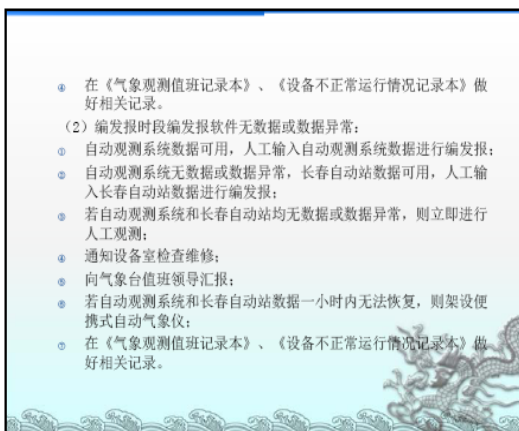 ④ 在《气象观测值班记录本》、《设备不正常运行情况记录本》做
好相关记录。
（2）编发报时段编发报软件无数据或数据异常：
① 自动观测系统数据可用，人工输入自动观测系统数据进行编发报；
② 自动观测系统无数据或数据异常，长春自动站数据可用，人工输
入长春自动站数据进行编发报；
③ 若自动观测系统和长春自动站均无数据或数据异常，则立即进行
人工观测；
④ 通知设备室检查维修；
⑤ 向气象台值班领导汇报；
⑥ 若自动观测系统和长春自动站数据一小时内无法恢复，则架设便
携式自动气象仪；
⑦ 在《气象观测值班记录本》、《设备不正常运行情况记录本》做
好相关记录。